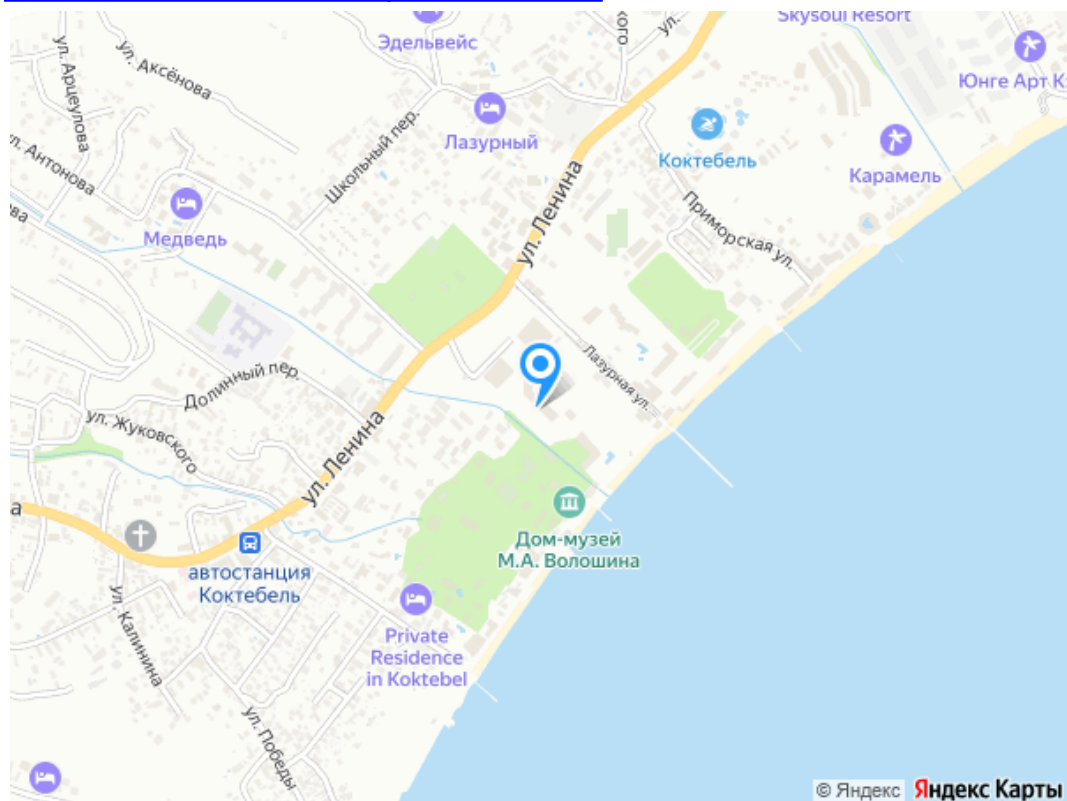 Skysoul Resort
Эдельвейс
ул. Аксёнова
ул. Арцеулова
Юнге Арт К
Лазурный
Школьный пер.
Коктебель
Карамель
ул. Антонова
ул. Ленина
Приморская ул.
Медведь
Лазурная ул.
Долинный пер.
ул. Жуковского
ул. Ленина
Дом-музей
М.А. Волошина
автостанция
Коктебель
ул. Калинина
Private
Residence
in Koktebel
ул. Победы
© Яндекс Яндекс Карты